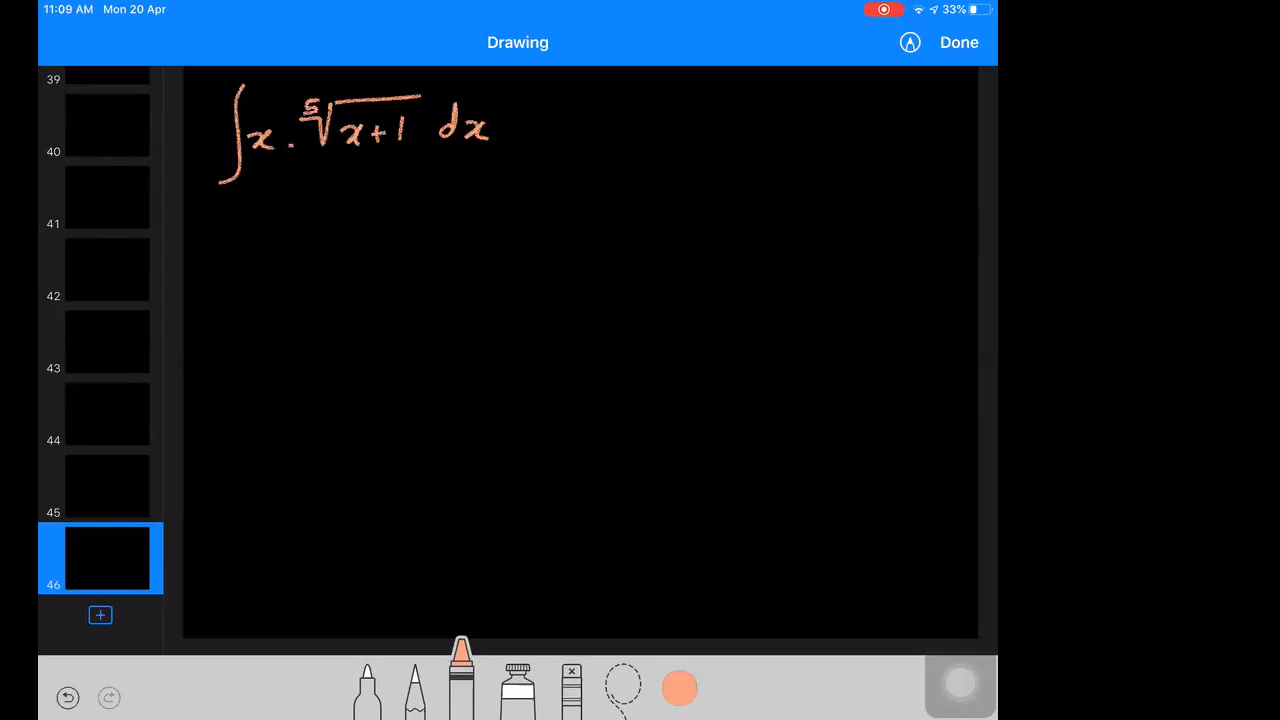 11:09 AM Mon 20 Apr
33%
Drawing
Done
39
40
41
42
43
44
45
46
∫x . ⁵√(x+1) dx